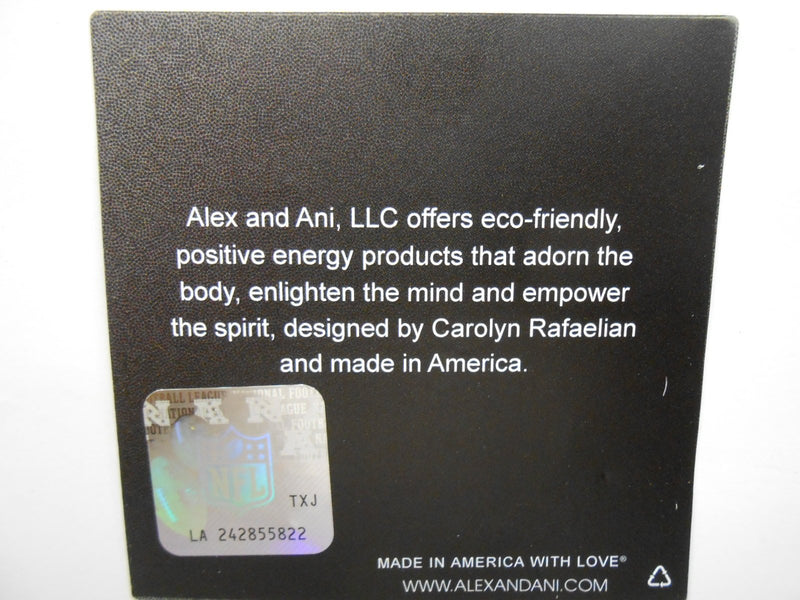 Alex and Ani, LLC offers eco-friendly,
positive energy products that adorn the
body, enlighten the mind and empower
the spirit, designed by Carolyn Rafaelian
and made in America.
NFL
TXJ
LA 242855822
MADE IN AMERICA WITH LOVE®
WWW.ALEXANDANI.COM